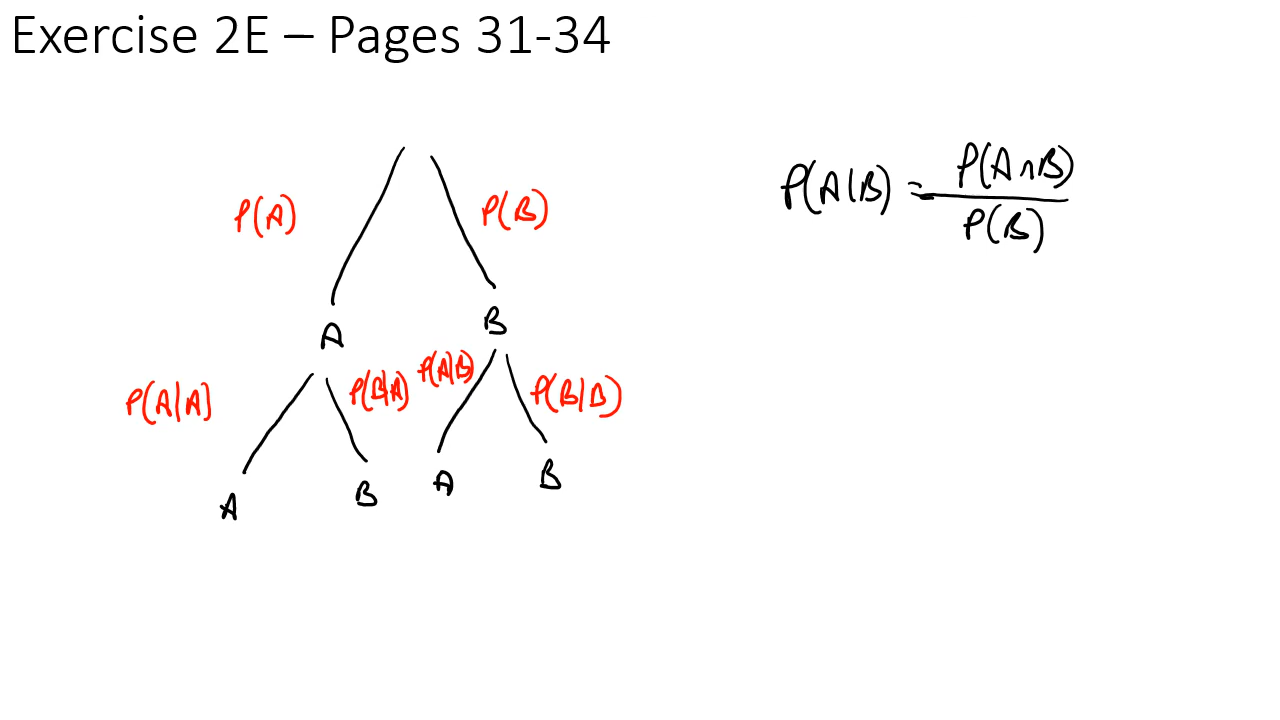 Exercise 2E – Pages 31-34
P(A|B) = P(A∩B)
P(B)
P(A)
P(B)
A
B
P(A|A)
P(B|A)
P(A|B)
P(B|B)
A
B
A
B